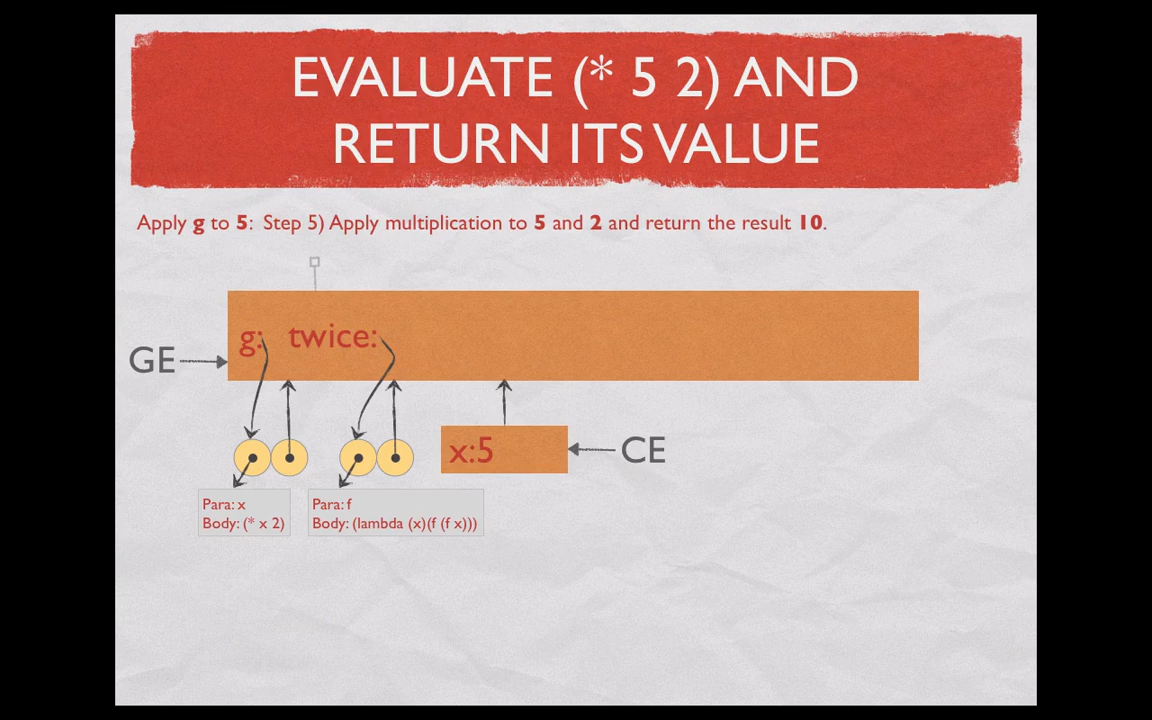 EVALUATE (* 5 2) AND
RETURN ITS VALUE
Apply g to 5: Step 5) Apply multiplication to 5 and 2 and return the result 10.
g: twice:
GE
x:5
CE
Para: x
Body: (* x 2)
Para: f
Body: (lambda (x)(f (f x)))